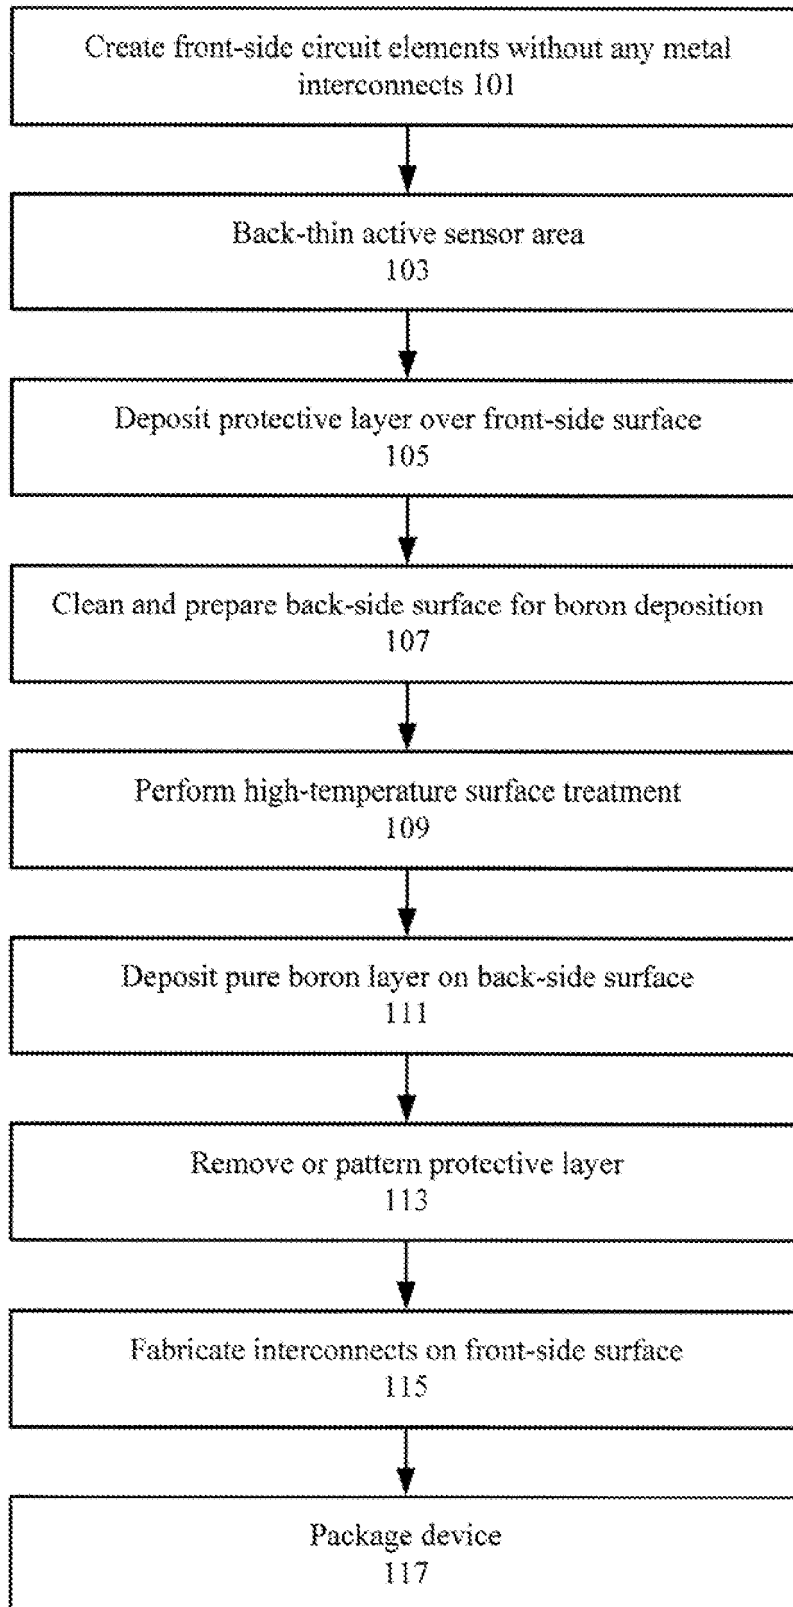 Create front-side circuit elements without any metal
interconnects 101
Back-thin active sensor area
103
Deposit protective layer over front-side surface
105
Clean and prepare back-side surface for boron deposition
107
Perform high-temperature surface treatment
109
Deposit pure boron layer on back-side surface
111
Remove or pattern protective layer
113
Fabricate interconnects on front-side surface
115
Package device
117